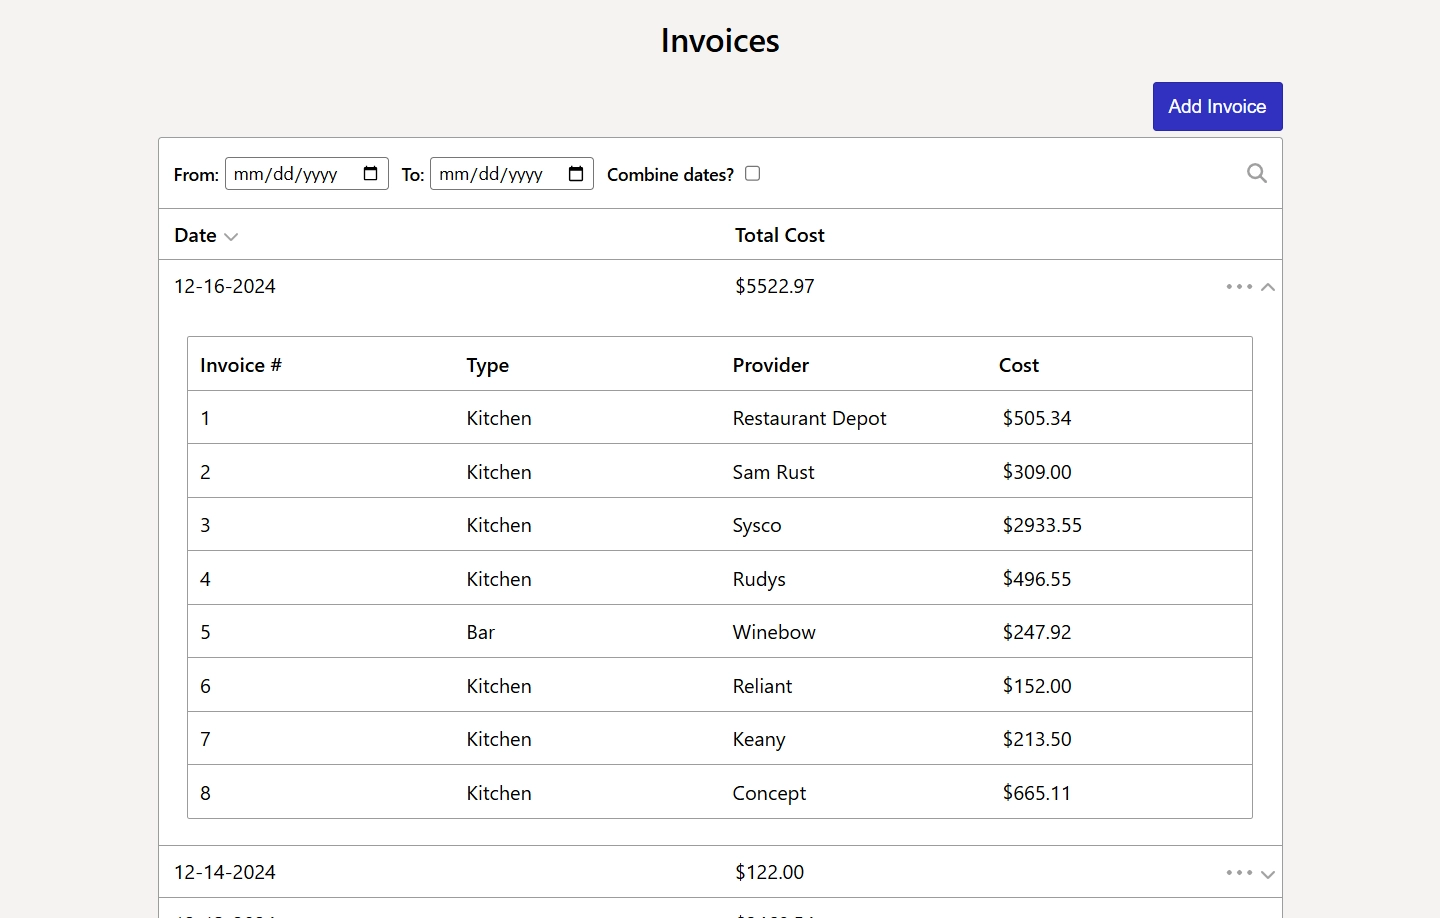 Invoices
Add Invoice
From: mm/dd/yyyy To: mm/dd/yyyy Combine dates?
Date Total Cost
12-16-2024 $5522.97
Invoice # Type Provider Cost
1 Kitchen Restaurant Depot $505.34
2 Kitchen Sam Rust $309.00
3 Kitchen Sysco $2933.55
4 Kitchen Rudys $496.55
5 Bar Winebow $247.92
6 Kitchen Reliant $152.00
7 Kitchen Keany $213.50
8 Kitchen Concept $665.11
12-14-2024 $122.00